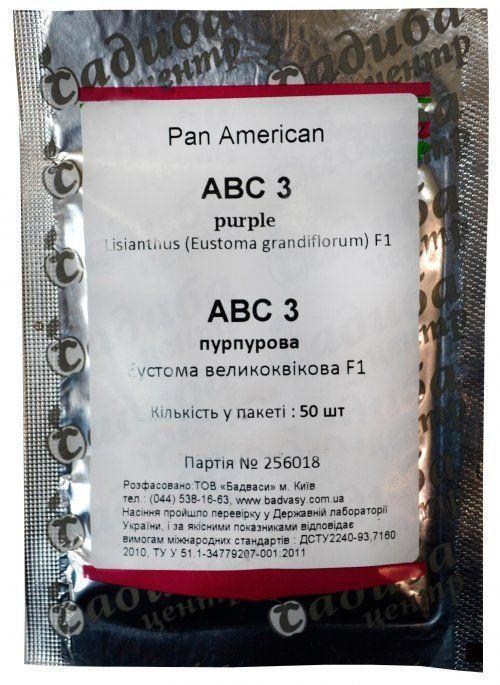 Садиба
центр
Pan American
ABC 3
purple
Lisianthus (Eustoma grandiflorum) F1
ABC 3
пурпурова
Еустома великоквікова F1
Кількість у пакеті : 50 шт
Партія № 256018
Розфасовано:ТОВ «Бадваси» м. Київ
тел.: (044) 538-16-63, www.badvasy.com.ua
Насіння пройшло перевірку у Державній лабораторії
України, і за якісними показниками відповідає
вимогам міжнародних стандартів : ДСТУ2240-93,7160
2010, ТУ У 51.1-34779207-001:2011
Садиба
центр